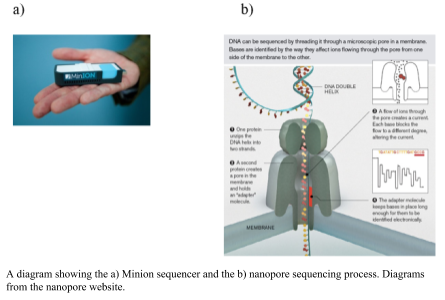 a)
b)
MinION
DNA can be sequenced by threading it through a microscopic pore in a membrane.
Bases are identified by the way they affect ions flowing through the pore from one
side of the membrane to the other.
DNA DOUBLE
HELIX
1 One protein
unzips the
DNA helix into
two strands.
2 A second
protein creates
a pore in the
membrane
and holds
an "adapter"
molecule.
3 A flow of ions through
the pore creates a current.
Each base blocks the
flow to a different degree,
altering the current.
4 The adapter molecule
keeps bases in place long
enough for them to be
identified electronically.
MEMBRANE
A diagram showing the a) Minion sequencer and the b) nanopore sequencing process. Diagrams
from the nanopore website.